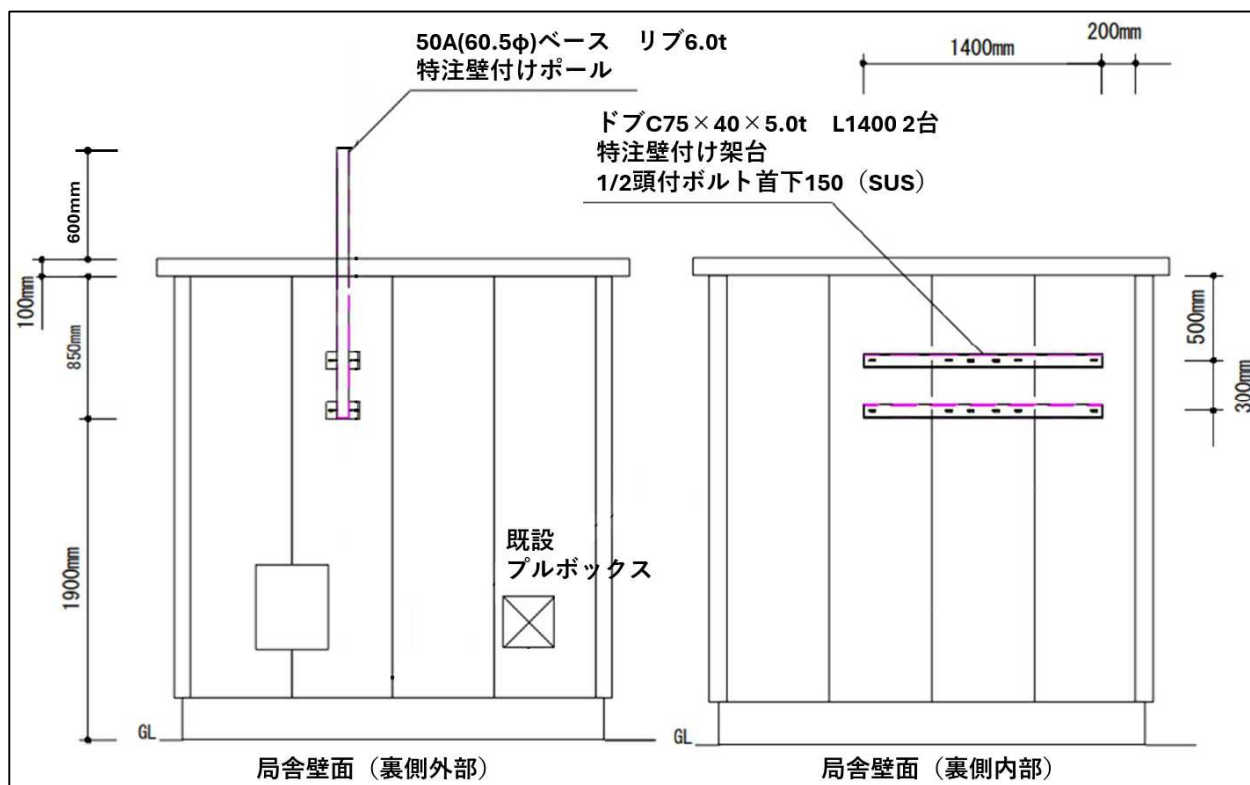 50A(60.5φ)ベース　リブ6.0t
特注壁付けポール
1400mm
200mm
ドブC75×40×5.0t　L1400 2台
特注壁付け架台
1/2頭付ボルト首下150（SUS）
600mm
100mm
850mm
1900mm
500mm
300mm
既設
プルボックス
GL
GL
局舎壁面（裏側外部）
局舎壁面（裏側内部）